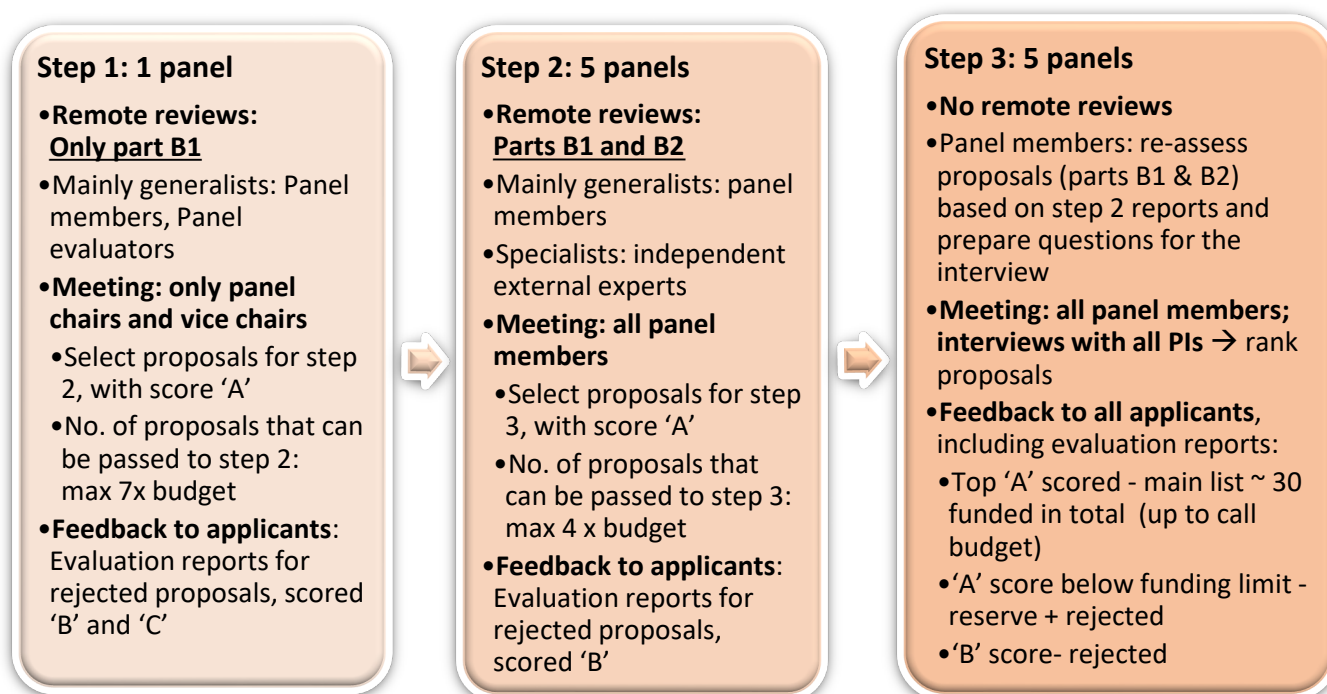 Step 1: 1 panel
•Remote reviews:
Only part B1
•Mainly generalists: Panel
members, Panel
evaluators
•Meeting: only panel
chairs and vice chairs
•Select proposals for step
2, with score ‘A’
•No. of proposals that can
be passed to step 2:
max 7x budget
•Feedback to applicants:
Evaluation reports for
rejected proposals, scored
‘B’ and ‘C’
Step 2: 5 panels
•Remote reviews:
Parts B1 and B2
•Mainly generalists: panel
members
•Specialists: independent
external experts
•Meeting: all panel
members
•Select proposals for step
3, with score ‘A’
•No. of proposals that
can be passed to step 3:
max 4 x budget
•Feedback to applicants:
Evaluation reports for
rejected proposals,
scored ‘B’
Step 3: 5 panels
•No remote reviews
•Panel members: re-assess
proposals (parts B1 & B2)
based on step 2 reports and
prepare questions for the
interview
•Meeting: all panel members;
interviews with all PIs → rank
proposals
•Feedback to all applicants,
including evaluation reports:
•Top ‘A’ scored - main list ~ 30
funded in total (up to call
budget)
•‘A’ score below funding limit -
reserve + rejected
•‘B’ score- rejected